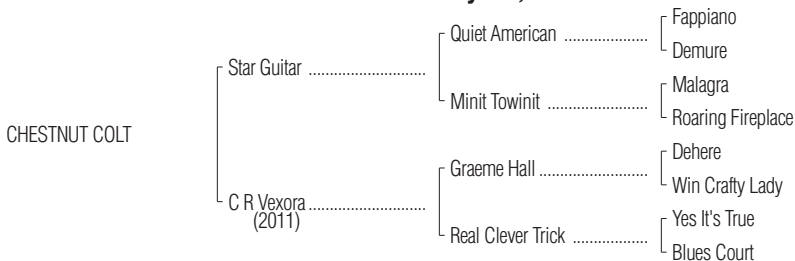 Fappiano
Quiet American ..................
Demure
Star Guitar ............................
Malagra
Minit Towinit .....................
Roaring Fireplace
CHESTNUT COLT
Dehere
Graeme Hall .......................
Win Crafty Lady
C R Vexora ............................
(2011)
Yes It's True
Real Clever Trick ................
Blues Court